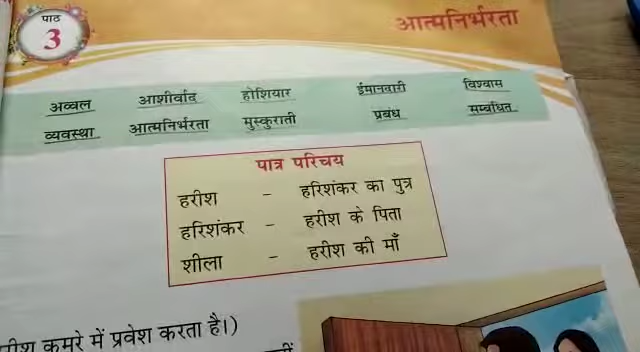 पाठ
3
आत्मनिर्भरता
अव्वल आशीर्वाद होशियार ईमानदारी विश्वास
व्यवस्था आत्मनिर्भरता मुस्कुराती प्रबंध सम्बंधित
पात्र परिचय
हरीश - हरिशंकर का पुत्र
हरिशंकर - हरीश के पिता
शीला - हरीश की माँ
कमरे में प्रवेश करता है।)